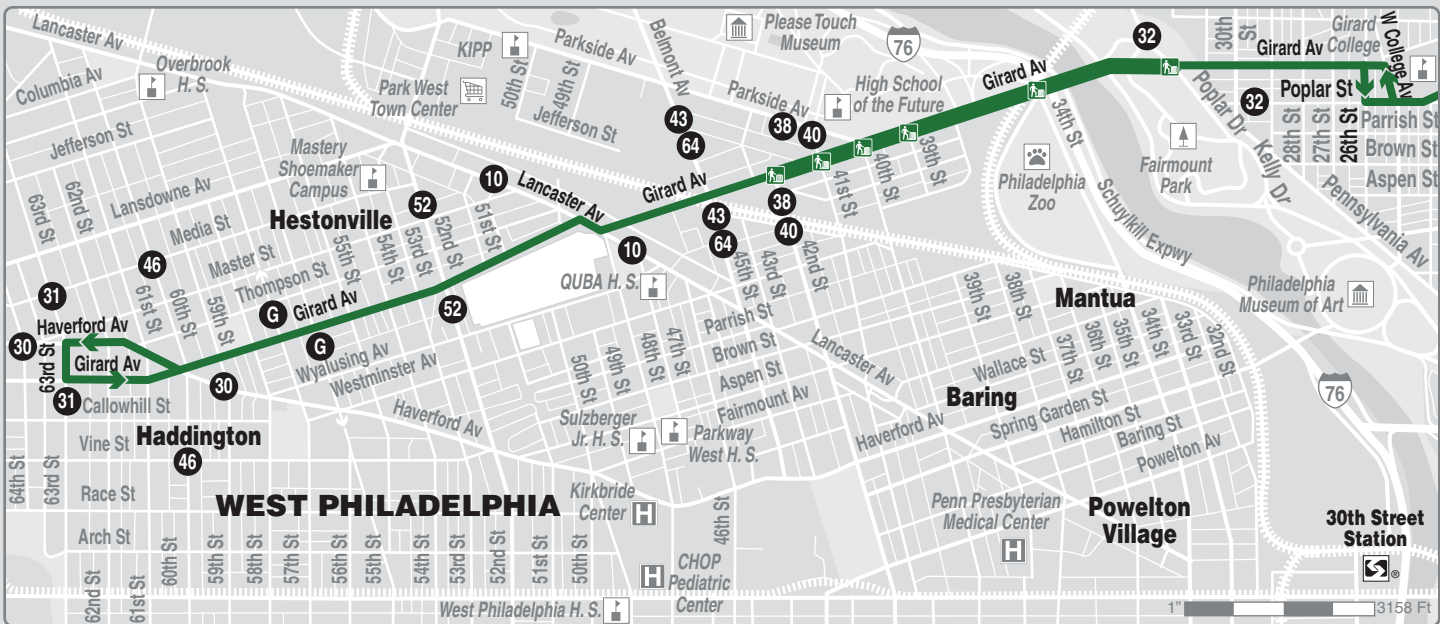 Lancaster Av
Columbia Av
Overbrook
H. S.
Jefferson St
KIPP
Park West
Town Center
50th St
49th St
Jefferson St
Parkside Av
Belmont Av
Please Touch
Museum
76
Parkside Av
High School
of the Future
Girard Av
32
30th
St
Girard Av
Girard
College
W College Av
Poplar St
32
Poplar Dr
Kelly Dr
28th St
27th St
26th St
Parrish St
Brown St
Aspen St
Pennsylvania Av
Fairmount
Park
34th St
Philadelphia
Zoo
Schuylkill Expwy
Philadelphia
Museum of Art
43
64
38
40
39th St
40th St
41st St
38
40
Girard Av
43
64
42nd St
43rd St
45th St
10
Lancaster Av
10
QUBA H. S.
Mastery
Shoemaker
Campus
Hestonville
52
51st St
52nd St
53rd St
54th St
55th St
52
63rd St
62nd St
Lansdowne Av
Media St
Master St
Thompson St
46
61st St
60th St
59th St
G
Girard Av
G
31
Haverford Av
30
63rd St
Girard Av
31
30
Callowhill St
Wyalusing Av
Westminster Av
Haverford Av
Haddington
46
Vine St
Race St
Arch St
64th St
63rd St
62nd St
61st St
60th St
59th St
58th St
57th St
56th St
55th St
54th St
53rd St
52nd St
51st St
50th St
WEST PHILADELPHIA
50th St
49th St
48th St
47th St
Parrish St
Brown St
Aspen St
Fairmount Av
Lancaster Av
Haverford Av
Sulzberger
Jr. H. S.
Parkway
West H. S.
Kirkbride
Center
H
46th St
H
CHOP
Pediatric
Center
West Philadelphia H. S.
Mantua
39th St
38th St
37th St
36th St
35th St
34th St
33rd St
32nd St
Baring
Wallace St
Spring Garden St
Hamilton St
Baring St
Powelton Av
76
Penn Presbyterian
Medical Center
H
Powelton
Village
30th Street
Station
S ®
1" 3158 Ft